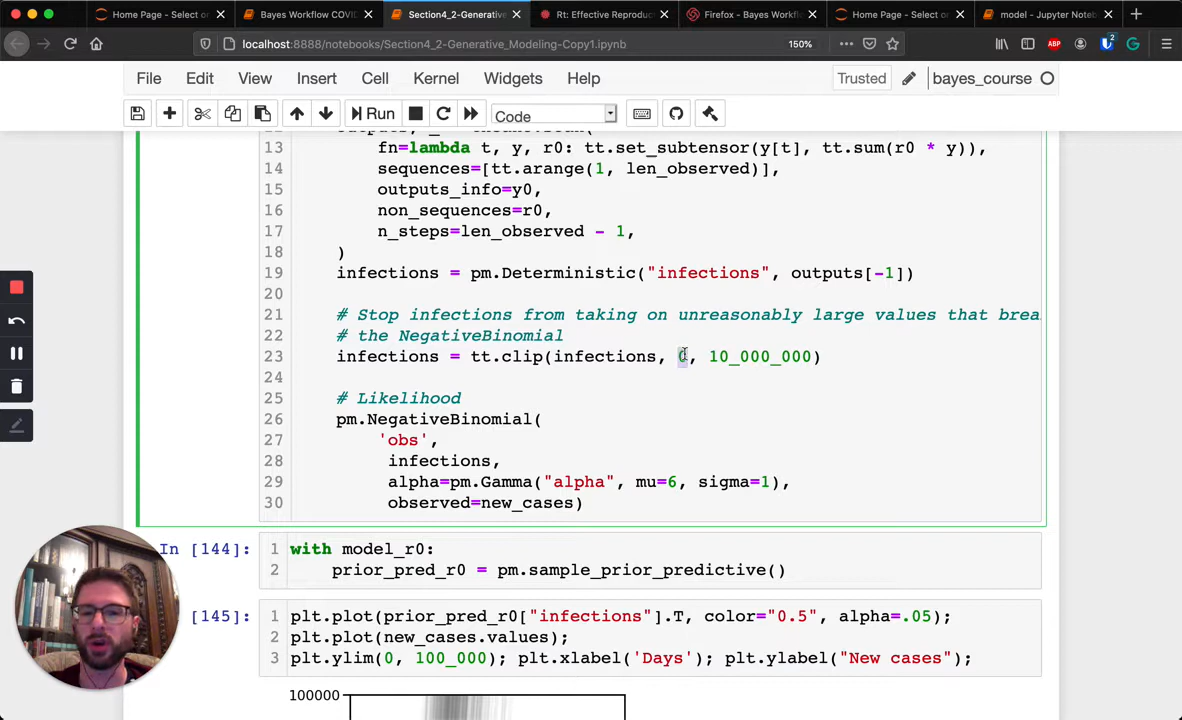 Home Page - Select or
Bayes Workflow COVI
Section4_2-Generative
Rt: Effective Reproduc
Firefox - Bayes Workfl
Home Page - Select or
model - Jupyter Noteb
localhost:8888/notebooks/Section4_2-Generative_Modeling-Copy1.ipynb
150%
ABP
2
File Edit View Insert Cell Kernel Widgets Help
Trusted
bayes_course
Run
Code
13 fn=lambda t, y, r0: tt.set_subtensor(y[t], tt.sum(r0 * y)),
14 sequences=[tt.arange(1, len_observed)],
15 outputs_info=y0,
16 non_sequences=r0,
17 n_steps=len_observed - 1,
18 )
19 infections = pm.Deterministic("infections", outputs[-1])
20
21 # Stop infections from taking on unreasonably large values that brea
22 # the NegativeBinomial
23 infections = tt.clip(infections, 0, 10_000_000)
24
25 # Likelihood
26 pm.NegativeBinomial(
27 'obs',
28 infections,
29 alpha=pm.Gamma("alpha", mu=6, sigma=1),
30 observed=new_cases)
In [144]:
1 with model_r0:
2 prior_pred_r0 = pm.sample_prior_predictive()
[145]:
1 plt.plot(prior_pred_r0["infections"].T, color="0.5", alpha=.05);
2 plt.plot(new_cases.values);
3 plt.ylim(0, 100_000); plt.xlabel('Days'); plt.ylabel("New cases");
100000